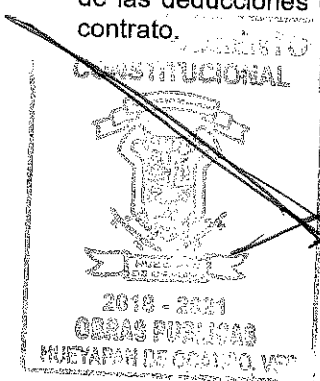 de las deducciones
contrato.
CONSTITUCIONAL
2018 - 2021
OBRAS PUBLICAS
HUEYAPAN DE OCAMPO, VER.